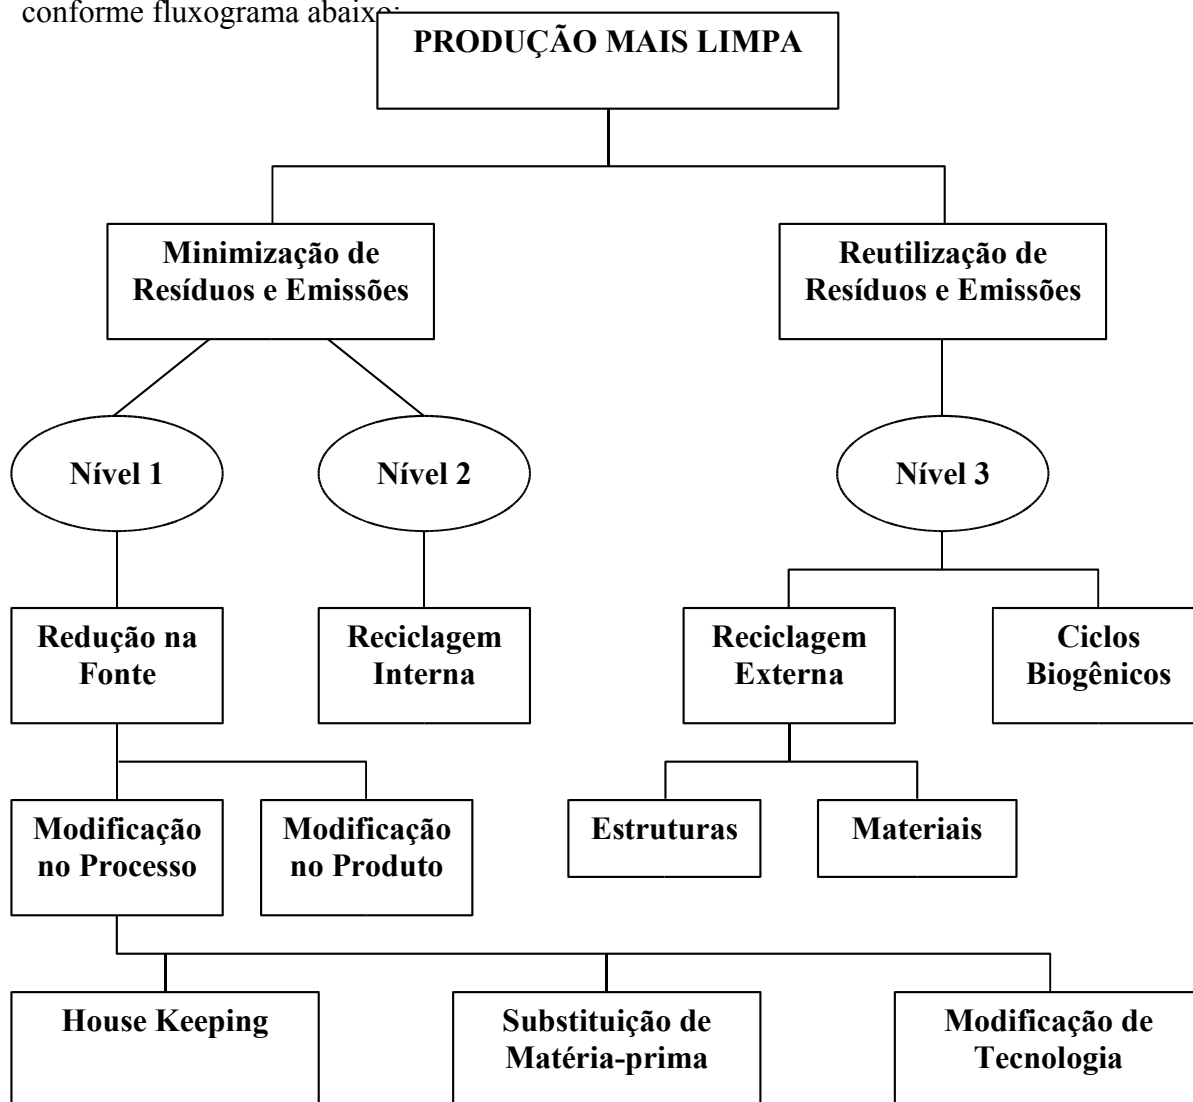 conforme fluxograma abaixo:
PRODUÇÃO MAIS LIMPA
Minimização de
Resíduos e Emissões
Reutilização de
Resíduos e Emissões
Nível 1
Nível 2
Nível 3
Redução na
Fonte
Reciclagem
Interna
Reciclagem
Externa
Ciclos
Biogênicos
Modificação
no Processo
Modificação
no Produto
Estruturas
Materiais
House Keeping
Substituição de
Matéria-prima
Modificação de
Tecnologia